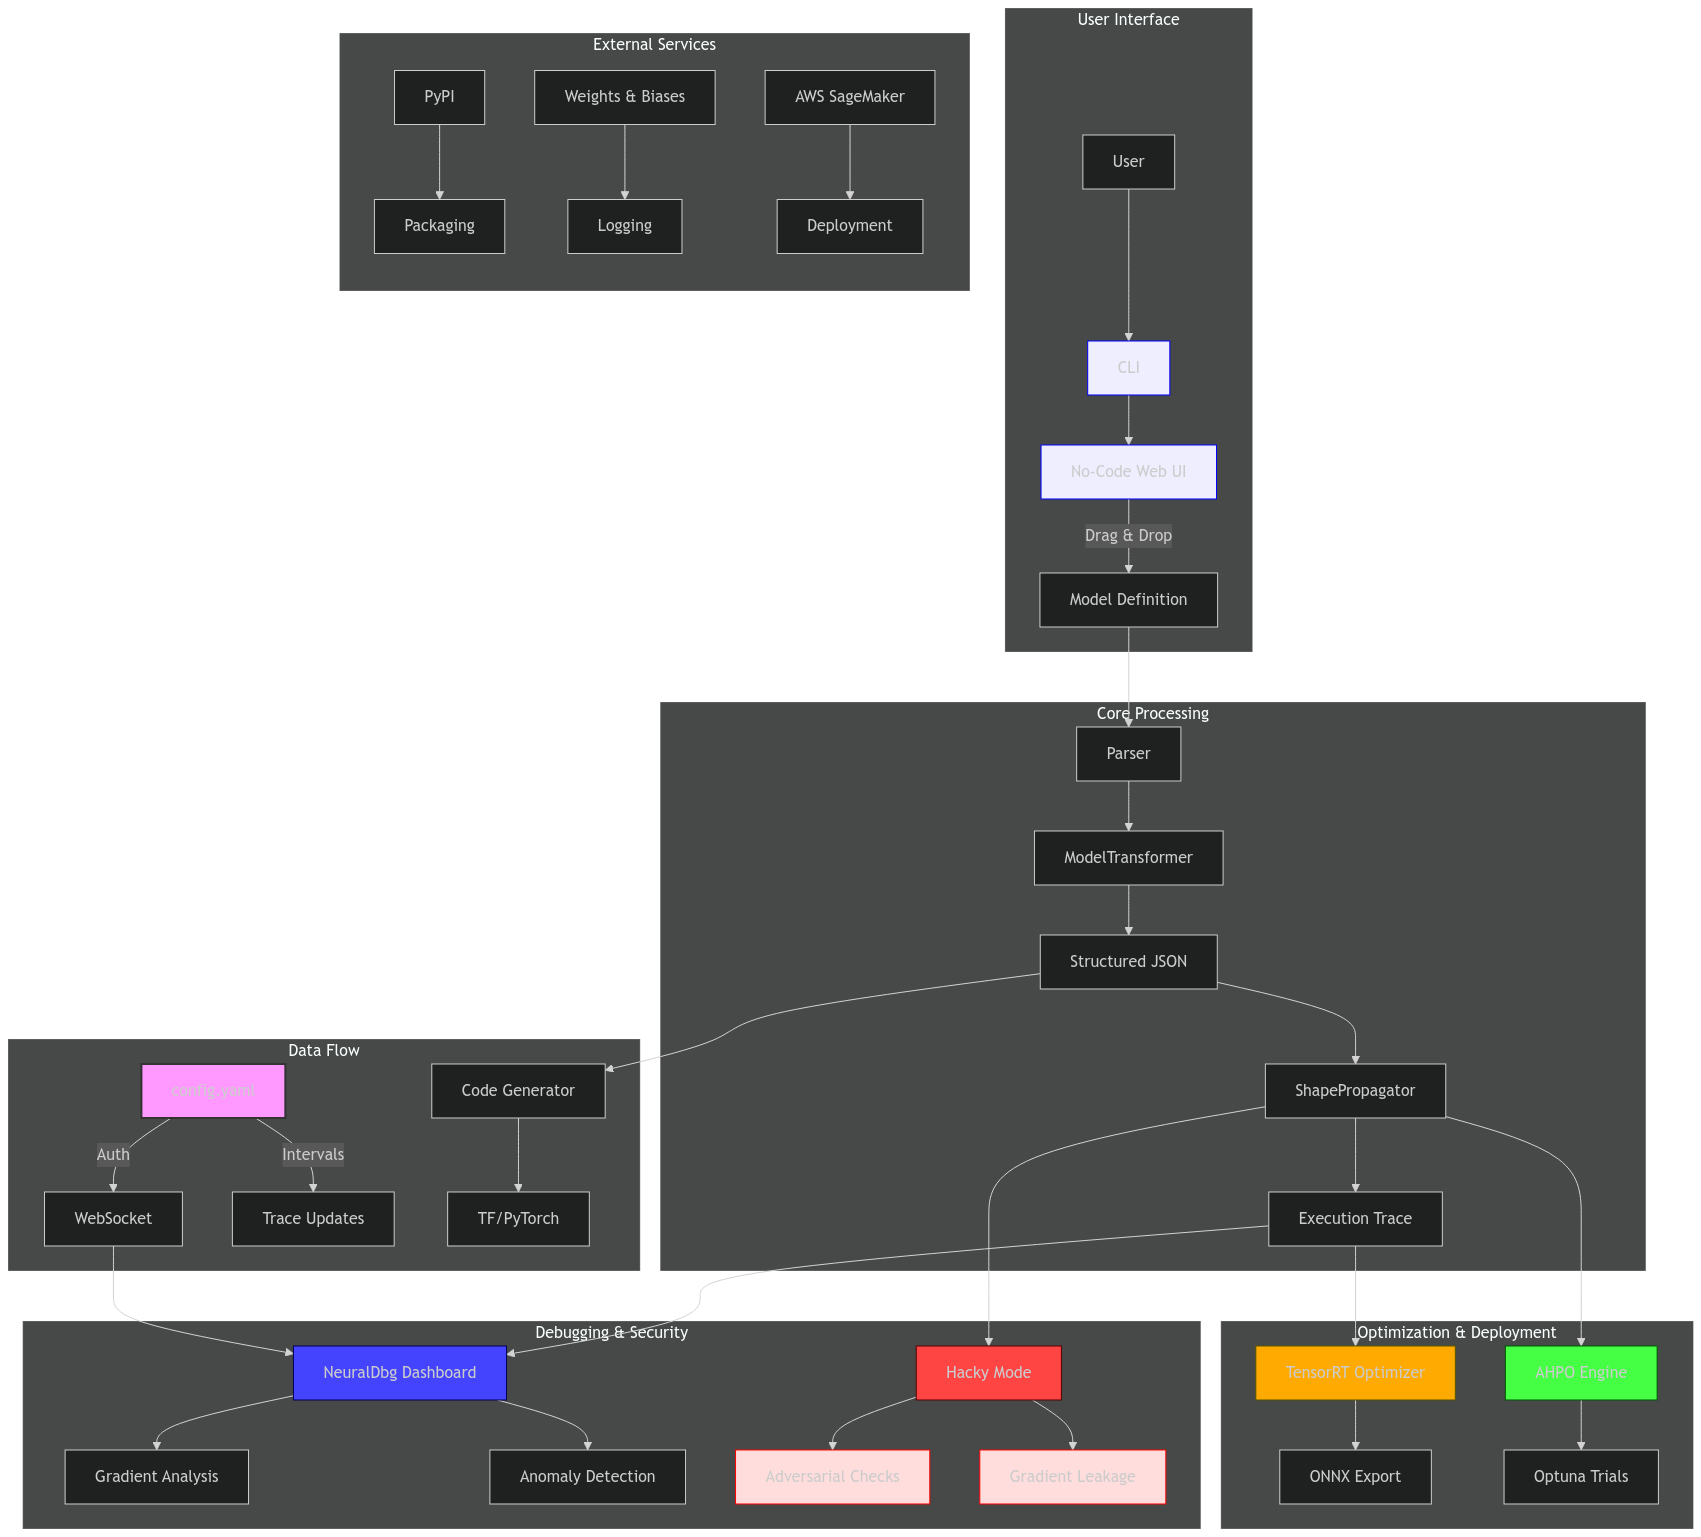 User Interface
External Services
PyPI
Weights & Biases
AWS SageMaker
User
Packaging
Logging
Deployment
CLI
No-Code Web UI
Drag & Drop
Model Definition
Core Processing
Parser
ModelTransformer
Structured JSON
Data Flow
config.yaml
Code Generator
ShapePropagator
Auth
Intervals
WebSocket
Trace Updates
TF/PyTorch
Execution Trace
Debugging & Security
Optimization & Deployment
NeuralDbg Dashboard
Hacky Mode
TensorRT Optimizer
AHPO Engine
Gradient Analysis
Anomaly Detection
Adversarial Checks
Gradient Leakage
ONNX Export
Optuna Trials